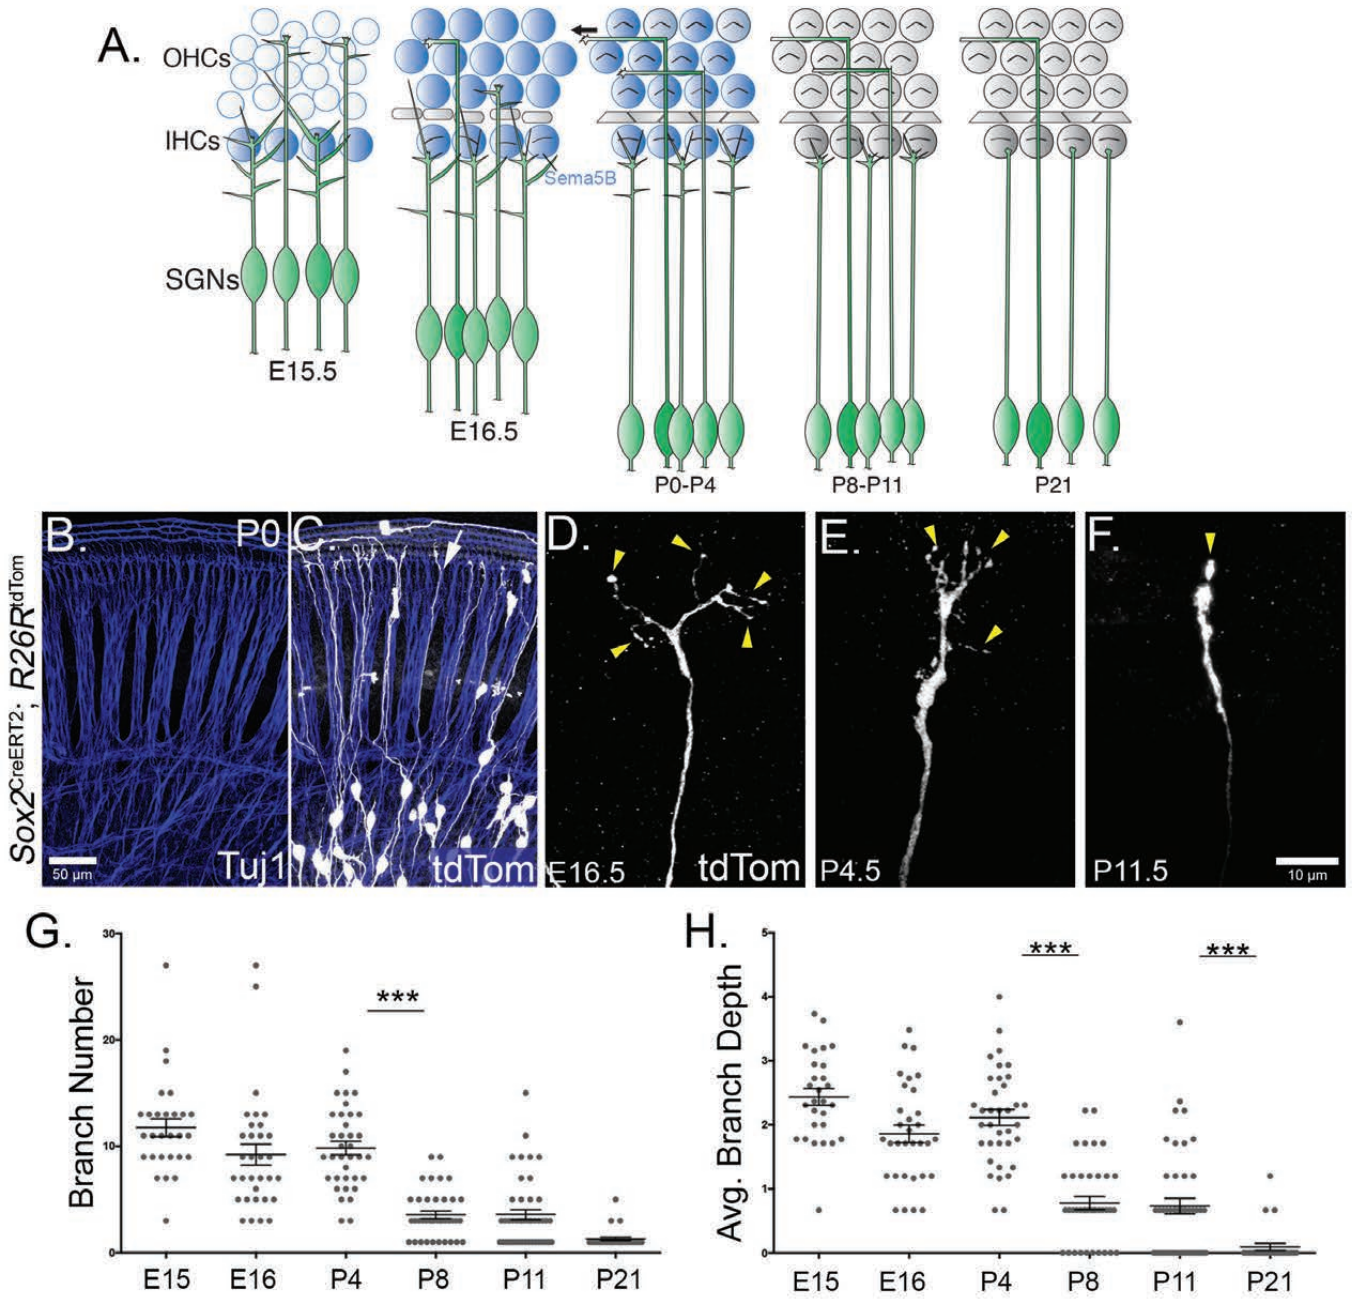 A.
OHCs
IHCs
Sema5B
SGNs
E15.5
E16.5
P0-P4
P8-P11
P21
Sox2CreERT2; R26RtdTom
B.
P0
Tuj1
50 µm
C.
tdTom
D.
E16.5
tdTom
E.
P4.5
F.
P11.5
10 µm
G.
Branch Number
30
20
10
0
***
E15 E16 P4 P8 P11 P21
H.
Avg. Branch Depth
5
4
3
2
1
0
***
***
E15 E16 P4 P8 P11 P21